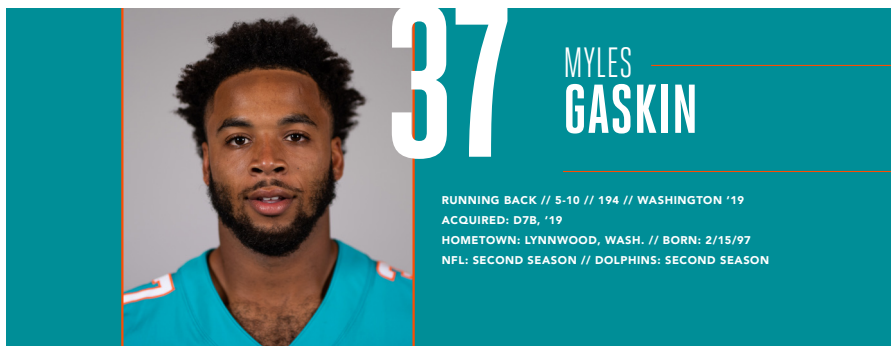 37
MYLES
GASKIN
RUNNING BACK // 5-10 // 194 // WASHINGTON ’19
ACQUIRED: D7B, ’19
HOMETOWN: LYNNWOOD, WASH. // BORN: 2/15/97
NFL: SECOND SEASON // DOLPHINS: SECOND SEASON
7